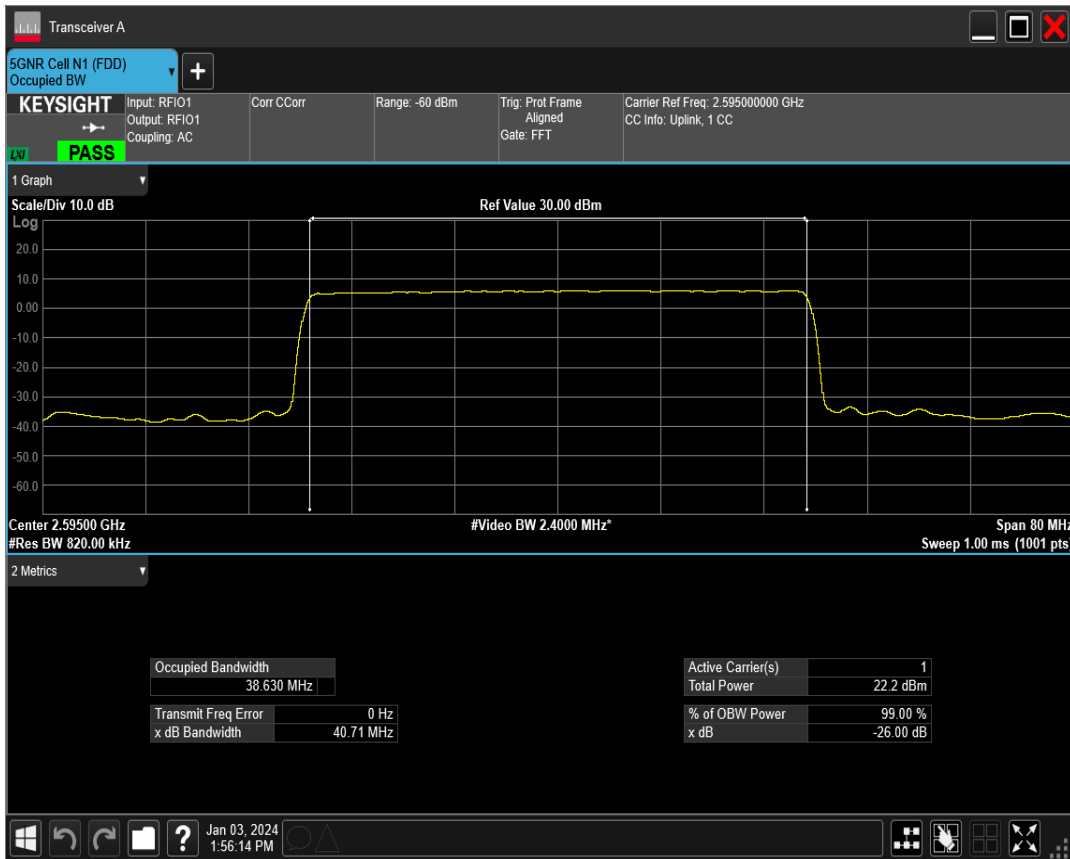 Transceiver A
5GNR Cell N1 (FDD)
Occupied BW
+
KEYSIGHT
LXI
PASS
Input: RFIO1
Output: RFIO1
Coupling: AC
Corr CCorr
Range: -60 dBm
Trig: Prot Frame
Aligned
Gate: FFT
Carrier Ref Freq: 2.595000000 GHz
CC Info: Uplink, 1 CC
1 Graph
Scale/Div 10.0 dB
Ref Value 30.00 dBm
Log
20.0
10.0
0.00
-10.0
-20.0
-30.0
-40.0
-50.0
-60.0
Center 2.59500 GHz
#Video BW 2.4000 MHz*
Span 80 MHz
#Res BW 820.00 kHz
Sweep 1.00 ms (1001 pts)
2 Metrics
Occupied Bandwidth
38.630 MHz
Transmit Freq Error 0 Hz
x dB Bandwidth 40.71 MHz
Active Carrier(s) 1
Total Power 22.2 dBm
% of OBW Power 99.00 %
x dB -26.00 dB
?
Jan 03, 2024
1:56:14 PM